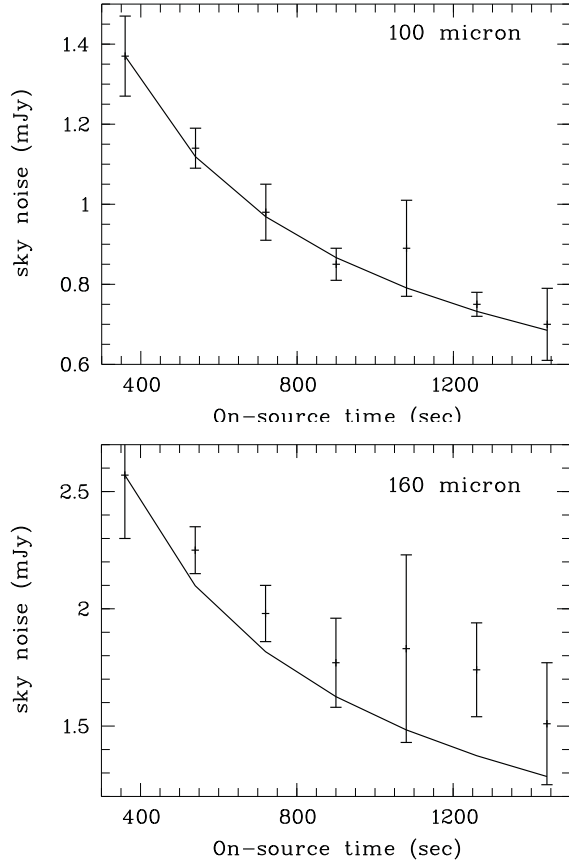 100 micron
sky noise (mJy)
1.4
1.2
1
0.8
0.6
400 800 1200
On-source time (sec)
160 micron
sky noise (mJy)
2.5
2
1.5
400 800 1200
On-source time (sec)